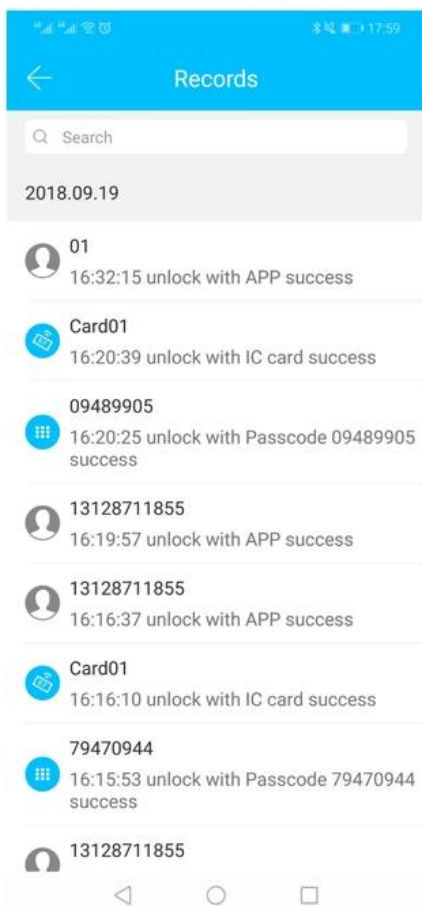 17:59
Records
Search
2018.09.19
01
16:32:15 unlock with APP success
Card01
16:20:39 unlock with IC card success
09489905
16:20:25 unlock with Passcode 09489905
success
13128711855
16:19:57 unlock with APP success
13128711855
16:16:37 unlock with APP success
Card01
16:16:10 unlock with IC card success
79470944
16:15:53 unlock with Passcode 79470944
success
13128711855